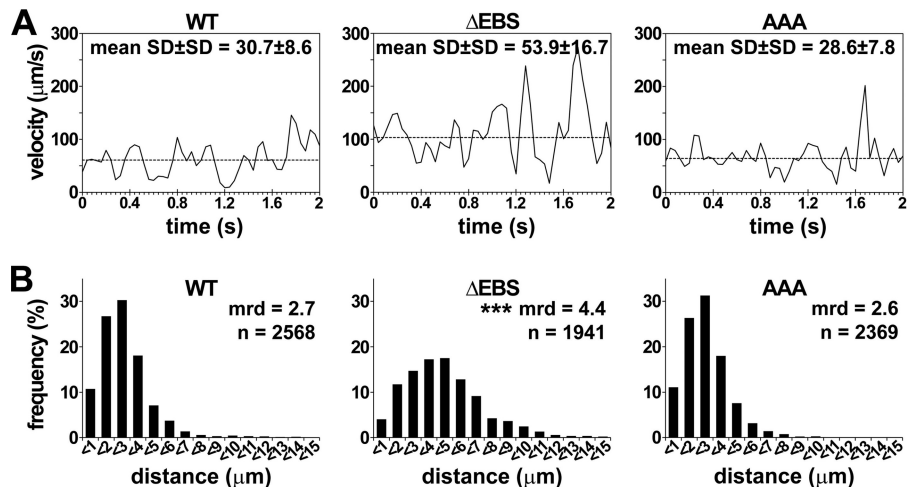 A
WT
ΔEBS
AAA
mean SD±SD = 30.7±8.6
mean SD±SD = 53.9±16.7
mean SD±SD = 28.6±7.8
velocity (μm/s)
300
200
100
0
300
200
100
0
300
200
100
0
0 0.4 0.8 1.2 1.6 2
0 0.4 0.8 1.2 1.6 2
0 0.4 0.8 1.2 1.6 2
time (s)
time (s)
time (s)
B
WT
ΔEBS
AAA
mrd = 2.7
n = 2568
*** mrd = 4.4
n = 1941
mrd = 2.6
n = 2369
frequency (%)
30
20
10
0
30
20
10
0
30
20
10
0
<1 <2 <3 <4 <5 <6 <7 <8 <9 <10 <11 <12 <13 <14 <15
<1 <2 <3 <4 <5 <6 <7 <8 <9 <10 <11 <12 <13 <14 <15
<1 <2 <3 <4 <5 <6 <7 <8 <9 <10 <11 <12 <13 <14 <15
distance (μm)
distance (μm)
distance (μm)